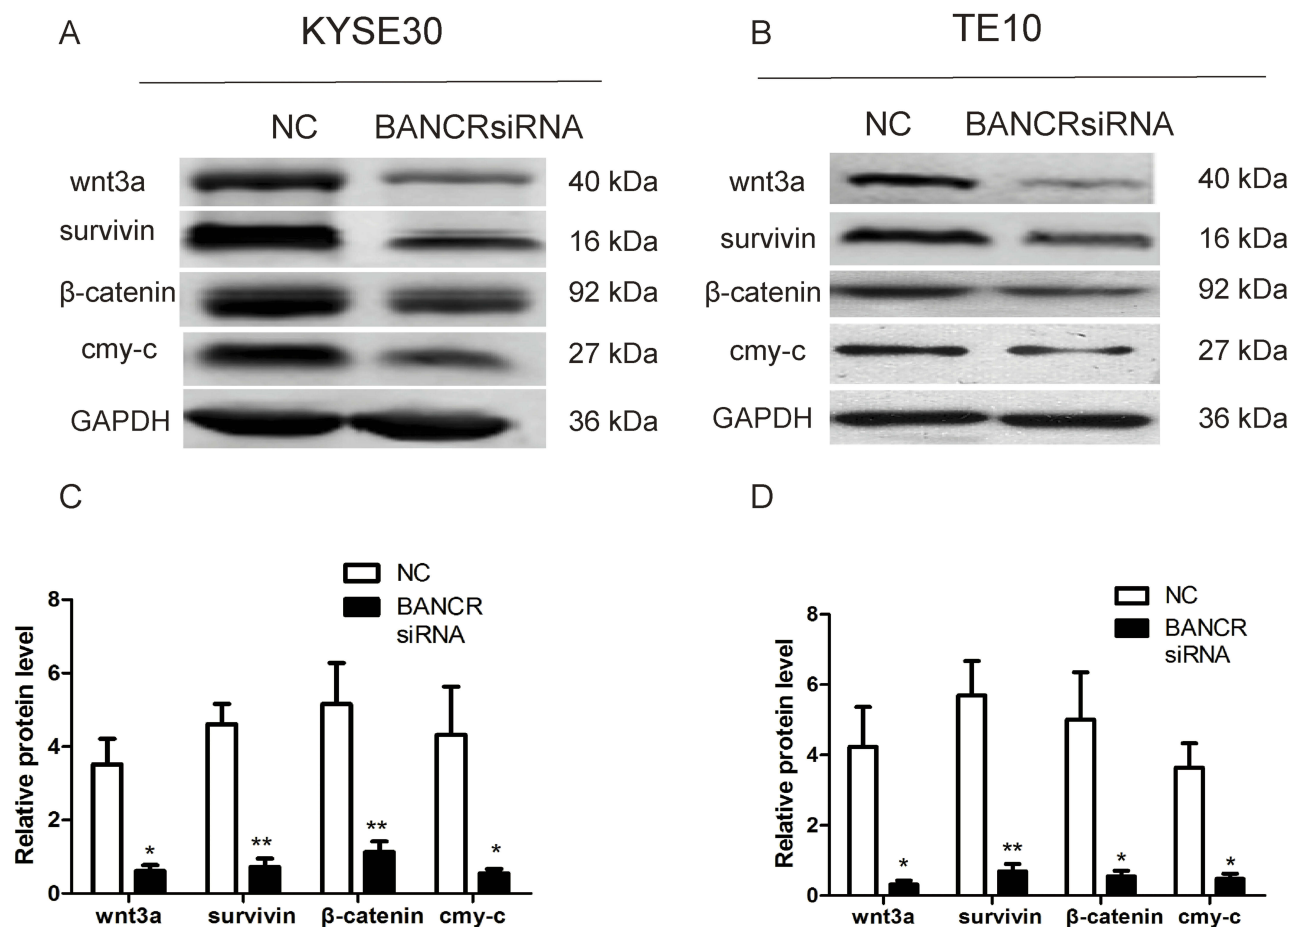 A
KYSE30
NC BANCRsiRNA
wnt3a 40 kDa
survivin 16 kDa
β-catenin 92 kDa
cmy-c 27 kDa
GAPDH 36 kDa
B
TE10
NC BANCRsiRNA
wnt3a 40 kDa
survivin 16 kDa
β-catenin 92 kDa
cmy-c 27 kDa
GAPDH 36 kDa
C
NC
BANCR
siRNA
Relative protein level
8
6
4
2
0
* ** ** *
wnt3a survivin β-catenin cmy-c
D
NC
BANCR
siRNA
Relative protein level
8
6
4
2
0
* ** * *
wnt3a survivin β-catenin cmy-c